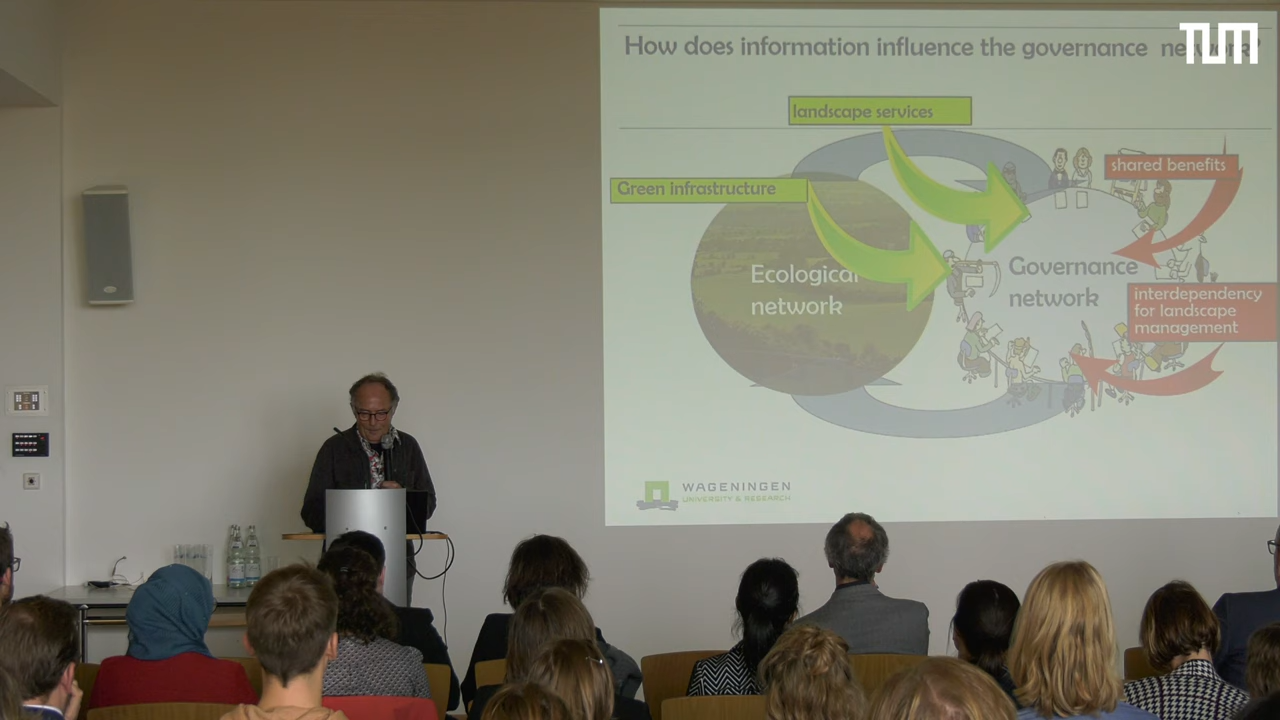 TUM
How does information influence the governance network?
landscape services
shared benefits
Green infrastructure
Ecological
network
Governance
network
interdependency
for landscape
management
WAGENINGEN
UNIVERSITY & RESEARCH